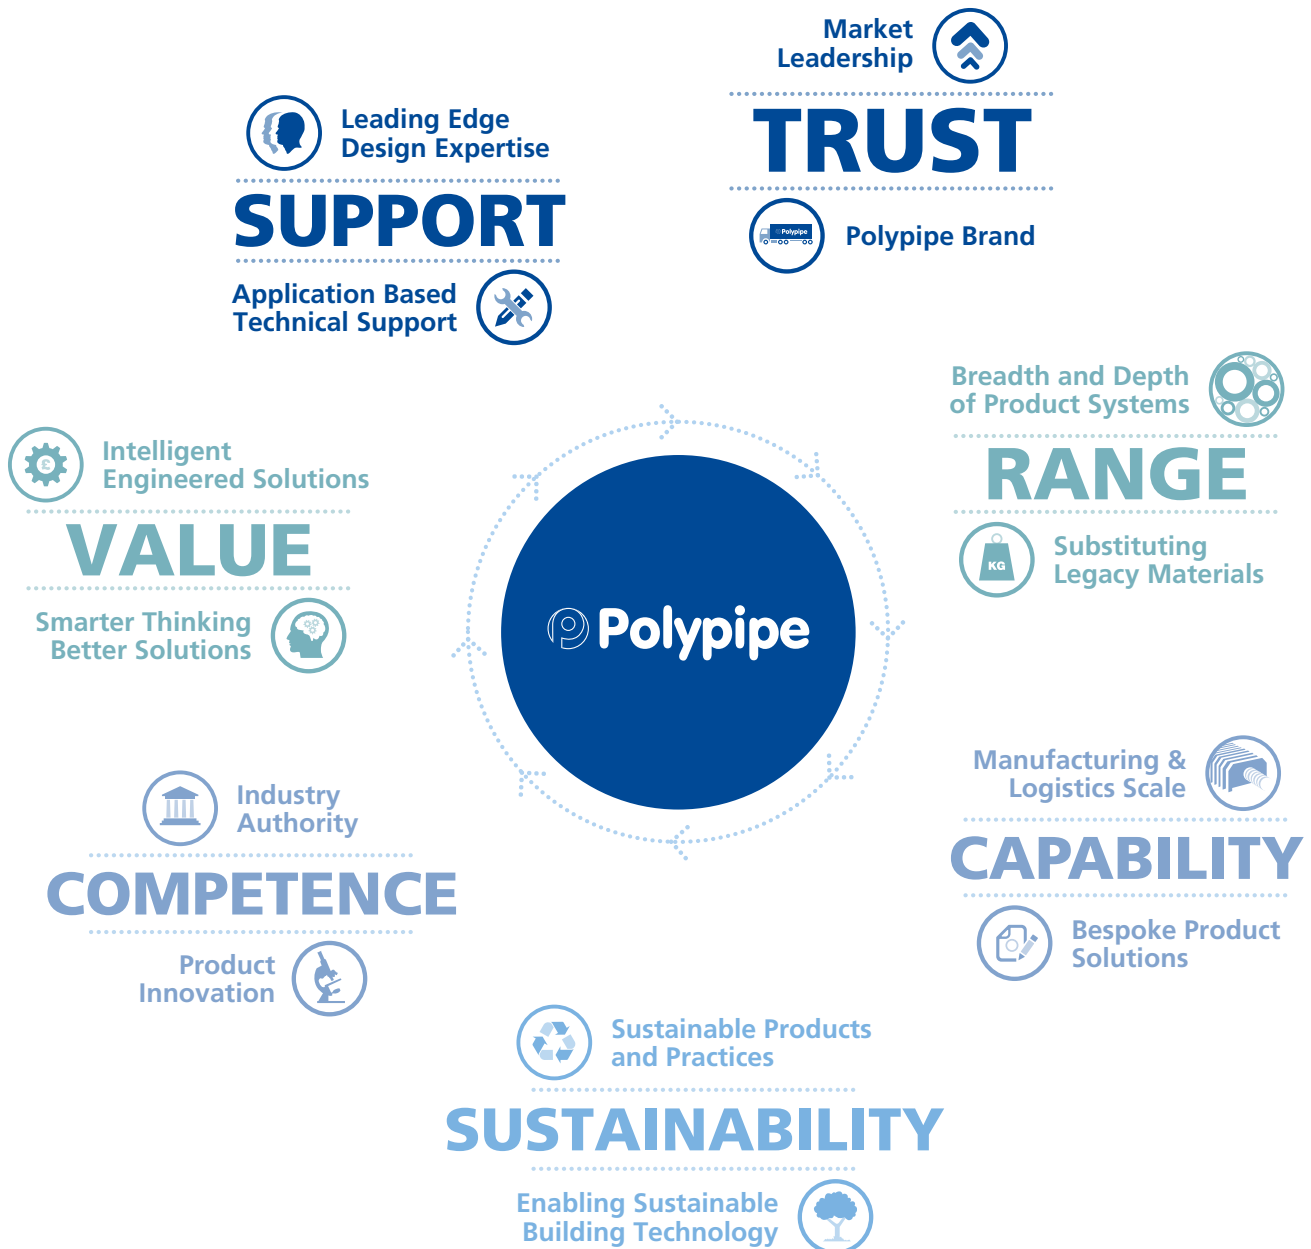 Market
Leadership
TRUST
Polypipe
Polypipe Brand
Leading Edge
Design Expertise
SUPPORT
Application Based
Technical Support
Breadth and Depth
of Product Systems
RANGE
KG
Substituting
Legacy Materials
£
Intelligent
Engineered Solutions
VALUE
Smarter Thinking
Better Solutions
Polypipe
Manufacturing &
Logistics Scale
CAPABILITY
Bespoke Product
Solutions
Industry
Authority
COMPETENCE
Product
Innovation
Sustainable Products
and Practices
SUSTAINABILITY
Enabling Sustainable
Building Technology